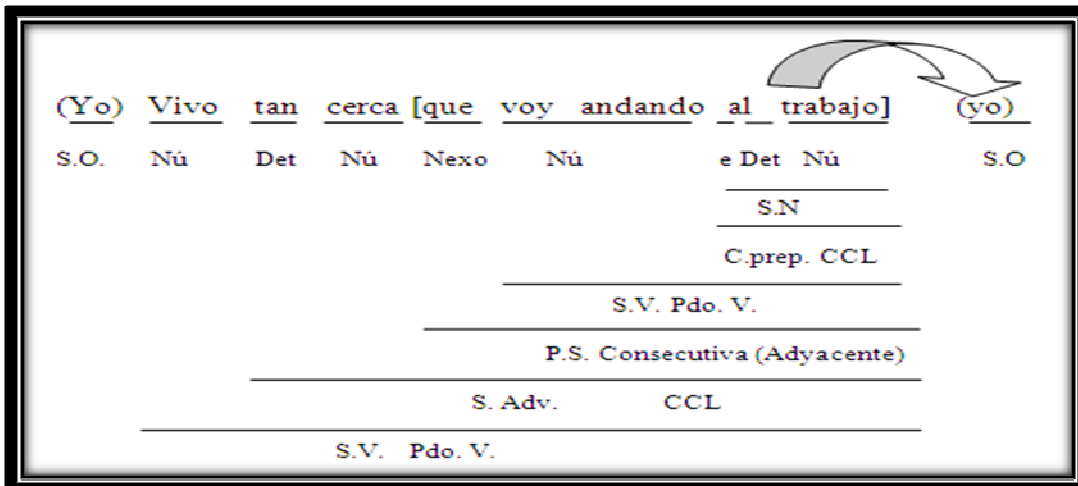 (Yo) Vivo tan cerca [que voy andando al trabajo] (yo)
S.O. Nú Det Nú Nexo Nú e Det Nú S.O
S.N
C.prep. CCL
S.V. Pdo. V.
P.S. Consecutiva (Adyacente)
S. Adv. CCL
S.V. Pdo. V.